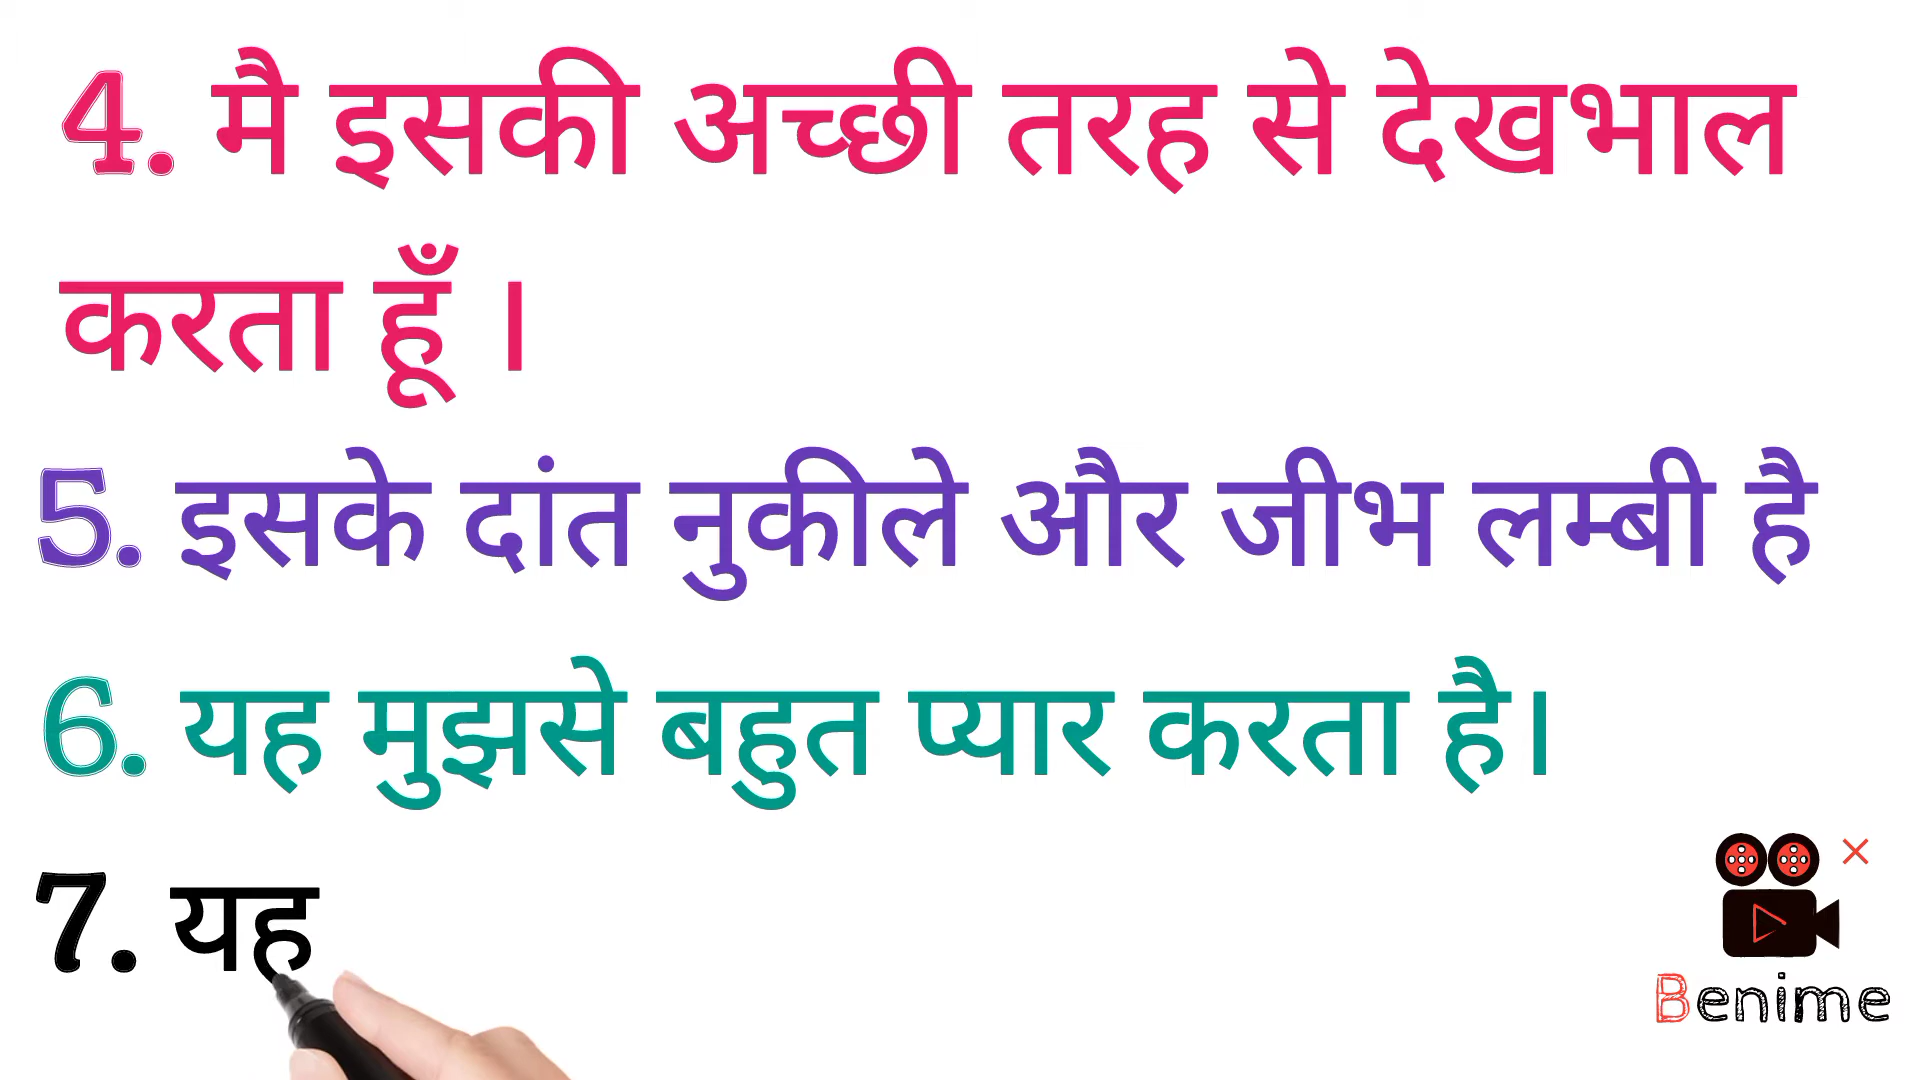 4. मै इसकी अच्छी तरह से देखभाल
करता हूँ ।
5. इसके दांत नुकीले और जीभ लम्बी है
6. यह मुझसे बहुत प्यार करता है।
7. यह
Benime